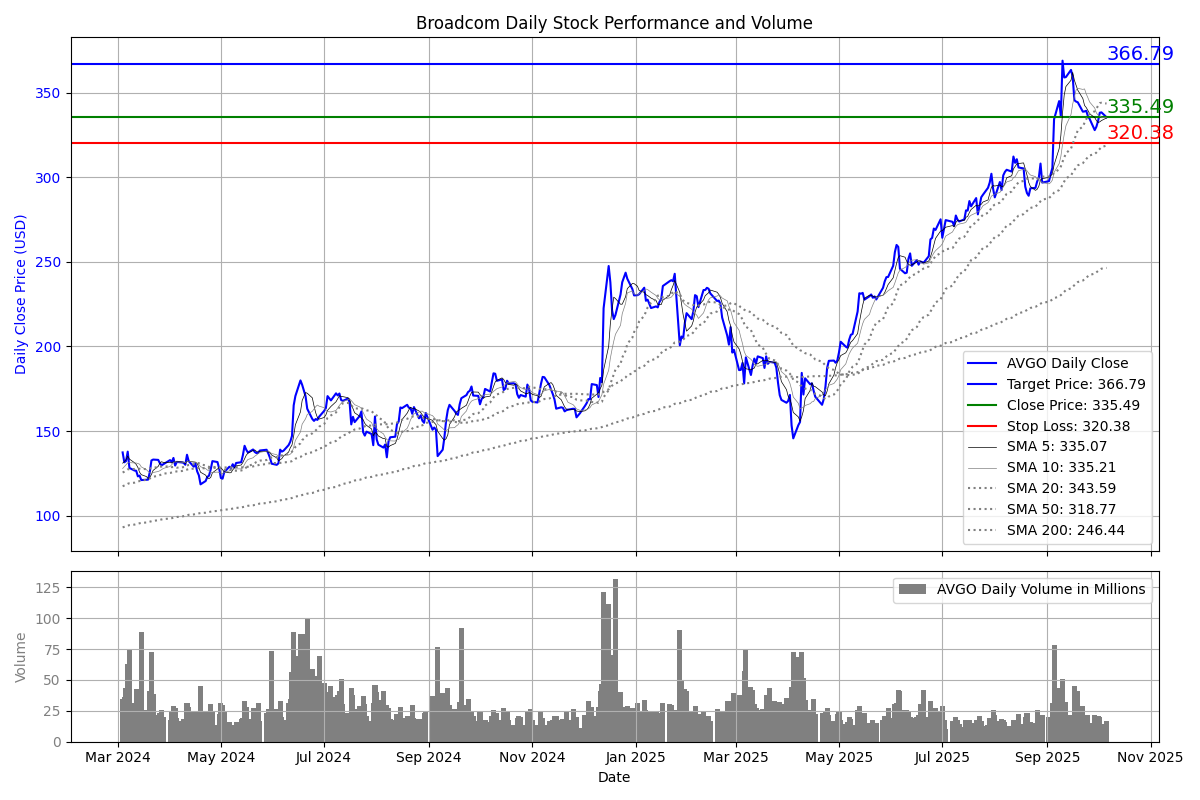 Broadcom Daily Stock Performance and Volume
366.79
335.49
320.38
350
300
250
200
150
100
Daily Close Price (USD)
AVGO Daily Close
Target Price: 366.79
Close Price: 335.49
Stop Loss: 320.38
SMA 5: 335.07
SMA 10: 335.21
SMA 20: 343.59
SMA 50: 318.77
SMA 200: 246.44
125
100
75
50
25
0
Volume
AVGO Daily Volume in Millions
Mar 2024 May 2024 Jul 2024 Sep 2024 Nov 2024 Jan 2025 Mar 2025 May 2025 Jul 2025 Sep 2025 Nov 2025
Date